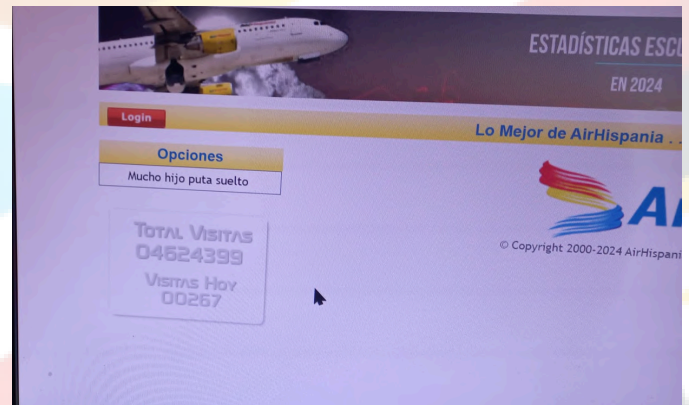 ESTADÍSTICAS ESCU
EN 2024
Login
Lo Mejor de AirHispania . .
Opciones
Mucho hijo puta suelto
TOTAL VISITAS
04624399
VISITAS HOY
00267
Ai
© Copyright 2000-2024 AirHispani